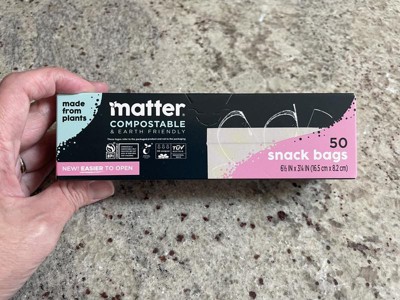 made
from
plants
matter
COMPOSTABLE
& EARTH FRIENDLY
TÜV
NEW! EASIER TO OPEN
50
snack bags
6½ IN x 3¼ IN (16.5 cm x 8.2 cm)